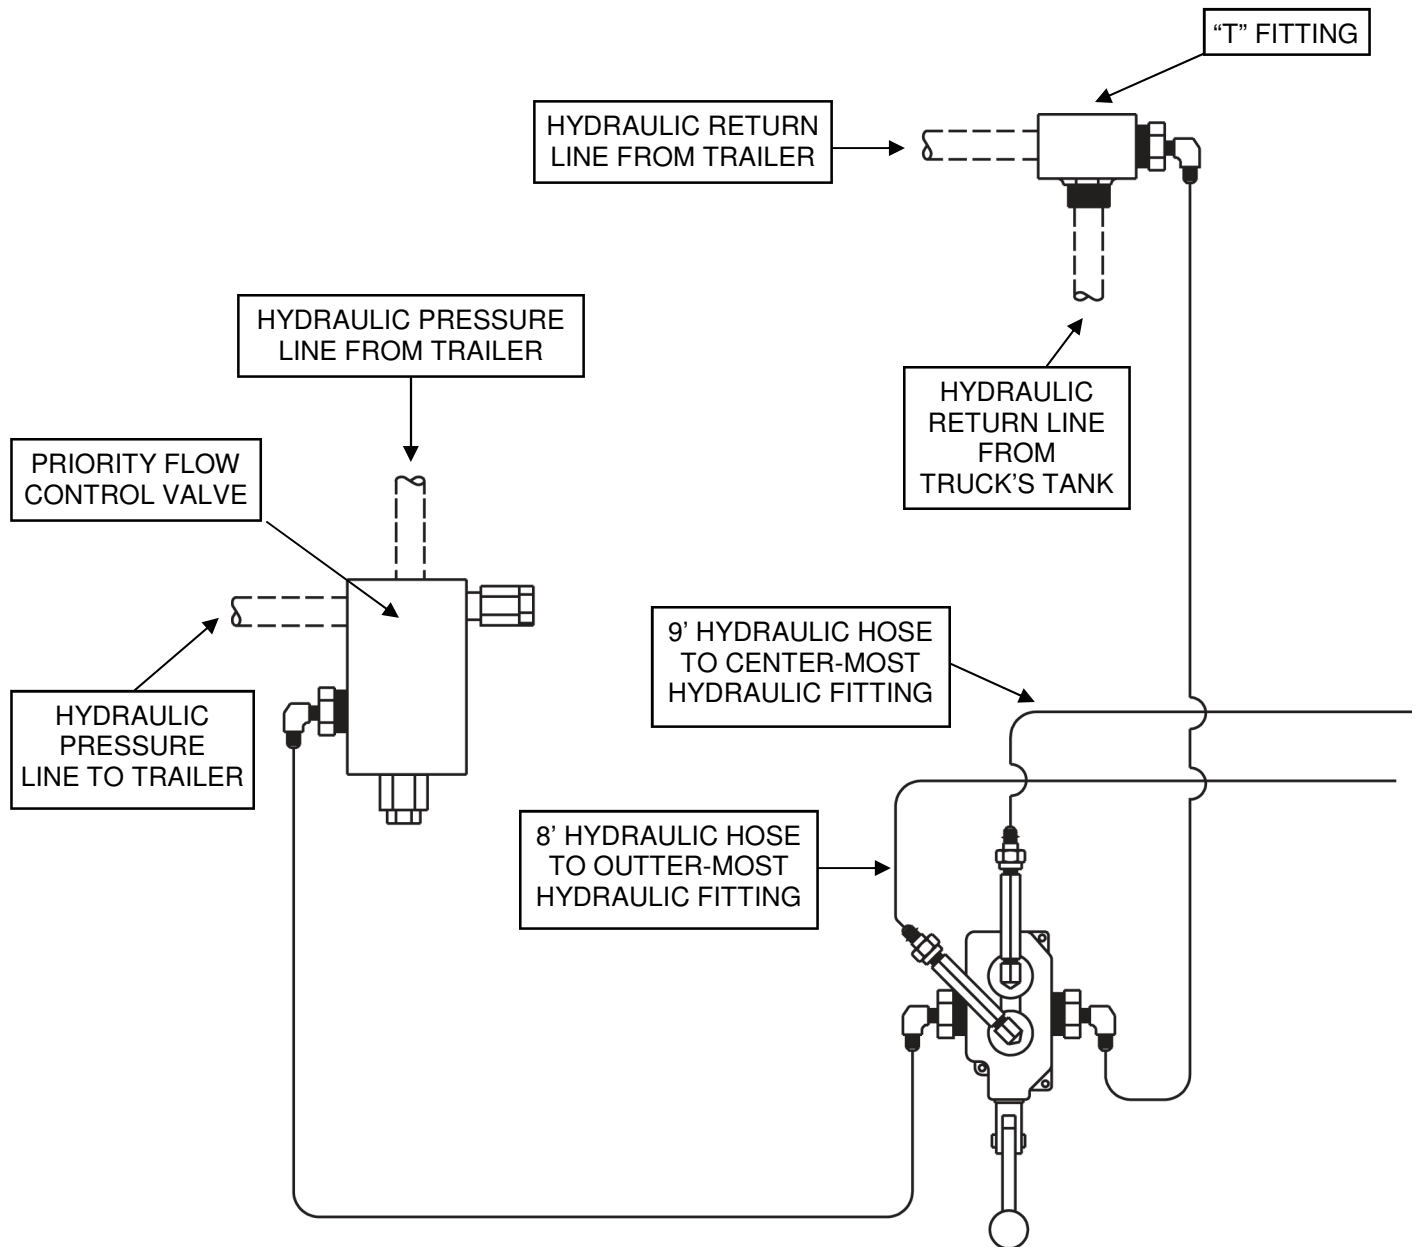 “T” FITTING
HYDRAULIC RETURN
LINE FROM TRAILER
HYDRAULIC PRESSURE
LINE FROM TRAILER
HYDRAULIC
RETURN LINE
FROM
TRUCK’S TANK
PRIORITY FLOW
CONTROL VALVE
9’ HYDRAULIC HOSE
TO CENTER-MOST
HYDRAULIC FITTING
HYDRAULIC
PRESSURE
LINE TO TRAILER
8’ HYDRAULIC HOSE
TO OUTTER-MOST
HYDRAULIC FITTING